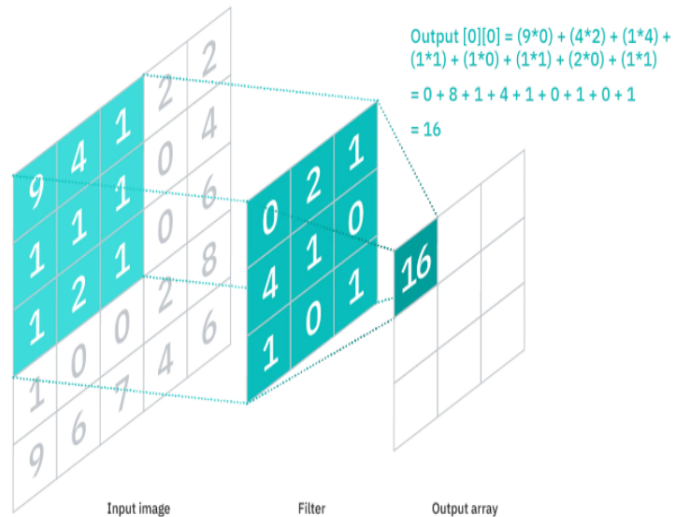 Output [0][0] = (9*0) + (4*2) + (1*4) +
(1*1) + (1*0) + (1*1) + (2*0) + (1*1)
= 0 + 8 + 1 + 4 + 1 + 0 + 1 + 0 + 1
= 16
9 4 1 2 2
1 1 1 0 4
1 2 1 0 6
1 0 0 2 8
9 6 7 4 6
0 2 1
4 1 0
1 0 1
16
Input image
Filter
Output array